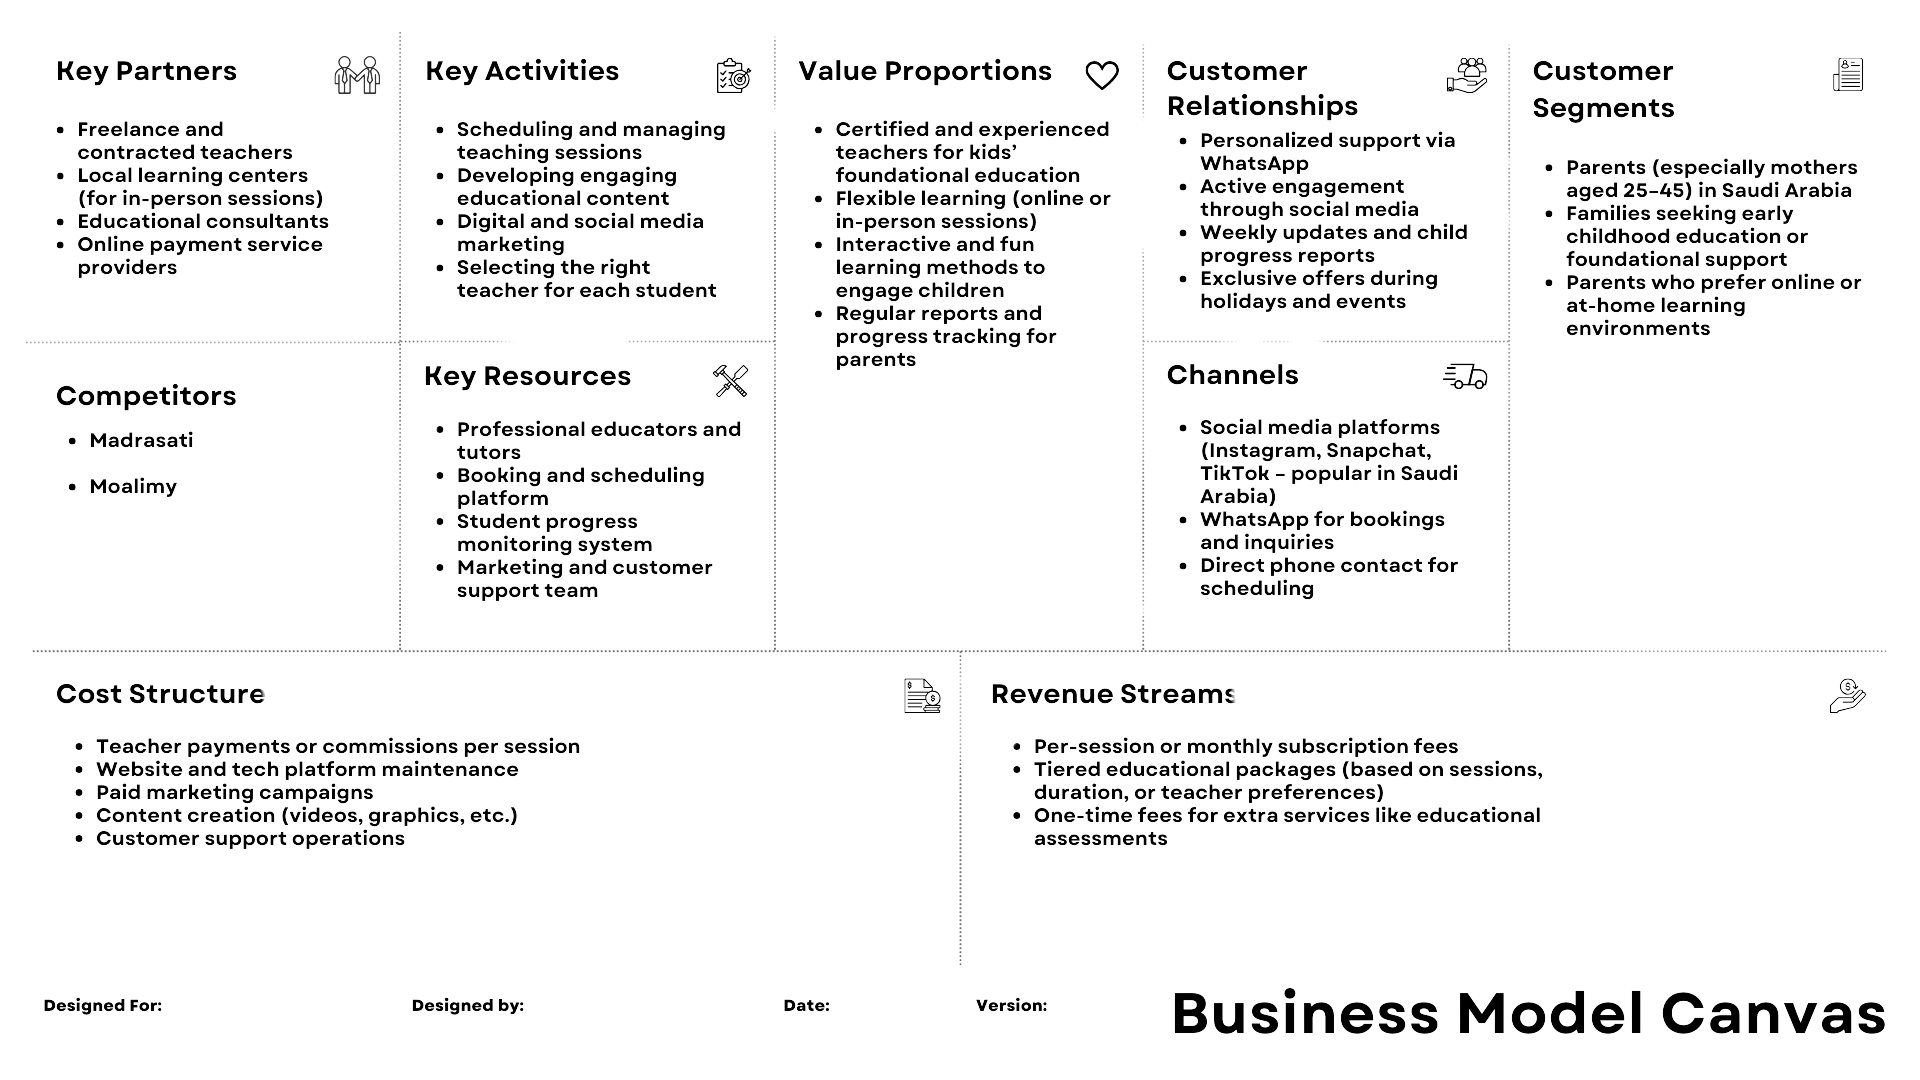 Key Partners
Freelance and
contracted teachers
Local learning centers
(for in-person sessions)
Educational consultants
Online payment service
providers
Key Activities
Scheduling and managing
teaching sessions
Developing engaging
educational content
Digital and social media
marketing
Selecting the right
teacher for each student
Value Proportions
Certified and experienced
teachers for kids’
foundational education
Flexible learning (online or
in-person sessions)
Interactive and fun
learning methods to
engage children
Regular reports and
progress tracking for
parents
Customer
Relationships
Personalized support via
WhatsApp
Active engagement
through social media
Weekly updates and child
progress reports
Exclusive offers during
holidays and events
Customer
Segments
Parents (especially mothers
aged 25–45) in Saudi Arabia
Families seeking early
childhood education or
foundational support
Parents who prefer online or
at-home learning
environments
Competitors
Madrasati
Moalimy
Key Resources
Professional educators and
tutors
Booking and scheduling
platform
Student progress
monitoring system
Marketing and customer
support team
Channels
Social media platforms
(Instagram, Snapchat,
TikTok – popular in Saudi
Arabia)
WhatsApp for bookings
and inquiries
Direct phone contact for
scheduling
Cost Structure
Teacher payments or commissions per session
Website and tech platform maintenance
Paid marketing campaigns
Content creation (videos, graphics, etc.)
Customer support operations
Revenue Streams
Per-session or monthly subscription fees
Tiered educational packages (based on sessions,
duration, or teacher preferences)
One-time fees for extra services like educational
assessments
Designed For:
Designed by:
Date:
Version:
Business Model Canvas